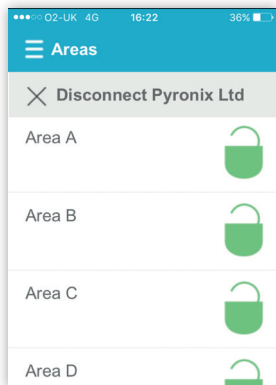 O2-UK 4G 16:22 36%
Areas
Disconnect Pyronix Ltd
Area A
Area B
Area C
Area D